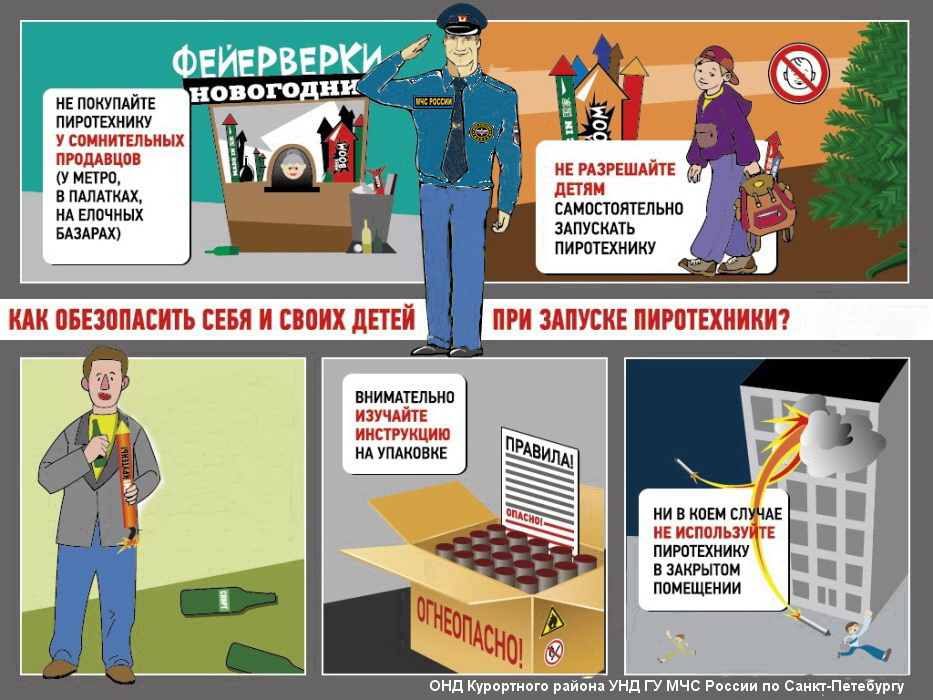 ФЕЙЕРВЕРКИ
НОВОГОДНИ
МЧС РОССИИ
НЕ ПОКУПАЙТЕ
ПИРОТЕХНИКУ
У СОМНИТЕЛЬНЫХ
ПРОДАВЦОВ
(У МЕТРО,
В ПАЛАТКАХ,
НА ЕЛОЧНЫХ
БАЗАРАХ)
BOOM
MADE IN
BOOM
НЕ РАЗРЕШАЙТЕ
ДЕТЯМ
САМОСТОЯТЕЛЬНО
ЗАПУСКАТЬ
ПИРОТЕХНИКУ
КАК ОБЕЗОПАСИТЬ СЕБЯ И СВОИХ ДЕТЕЙ ПРИ ЗАПУСКЕ ПИРОТЕХНИКИ?
СПИРТ
ВНИМАТЕЛЬНО
ИЗУЧАЙТЕ
ИНСТРУКЦИЮ
НА УПАКОВКЕ
ПРАВИЛА!
ОПАСНО!
ОГНЕОПАСНО!
НИ В КОЕМ СЛУЧАЕ
НЕ ИСПОЛЬЗУЙТЕ
ПИРОТЕХНИКУ
В ЗАКРЫТОМ
ПОМЕЩЕНИИ
ОНД Курортного района УНД ГУ МЧС России по Санкт-Петебургу